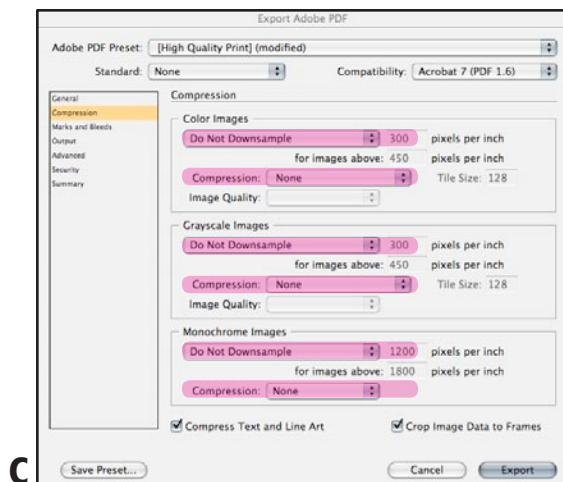 Export Adobe PDF
Adobe PDF Preset: [High Quality Print] (modified)
Standard: None Compatibility: Acrobat 7 (PDF 1.6)
General
Compression
Marks and Bleeds
Output
Advanced
Security
Summary
Compression
Color Images
Do Not Downsample 300 pixels per inch
for images above: 450 pixels per inch
Compression: None Tile Size: 128
Image Quality:
Grayscale Images
Do Not Downsample 300 pixels per inch
for images above: 450 pixels per inch
Compression: None Tile Size: 128
Image Quality:
Monochrome Images
Do Not Downsample 1200 pixels per inch
for images above: 1800 pixels per inch
Compression: None
Compress Text and Line Art Crop Image Data to Frames
C
Save Preset... Cancel Export